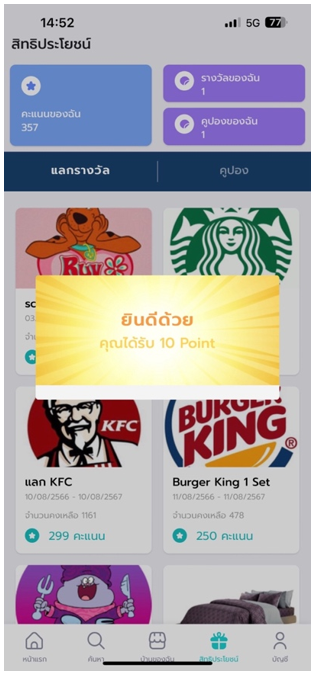 14:52
5G 77
สิทธิประโยชน์
คะแนนของฉัน
357
รางวัลของฉัน
1
คูปองของฉัน
1
แลกรางวัล
คูปอง
ยินดีด้วย
คุณได้รับ 10 Point
KFC
BURGER
KING
®
แลก KFC
10/08/2566 - 10/08/2567
จำนวนคงเหลือ 1161
299 คะแนน
Burger King 1 Set
11/08/2566 - 11/08/2567
จำนวนคงเหลือ 478
250 คะแนน
หน้าแรก
ค้นหา
บ้านของฉัน
สิทธิประโยชน์
บัญชี